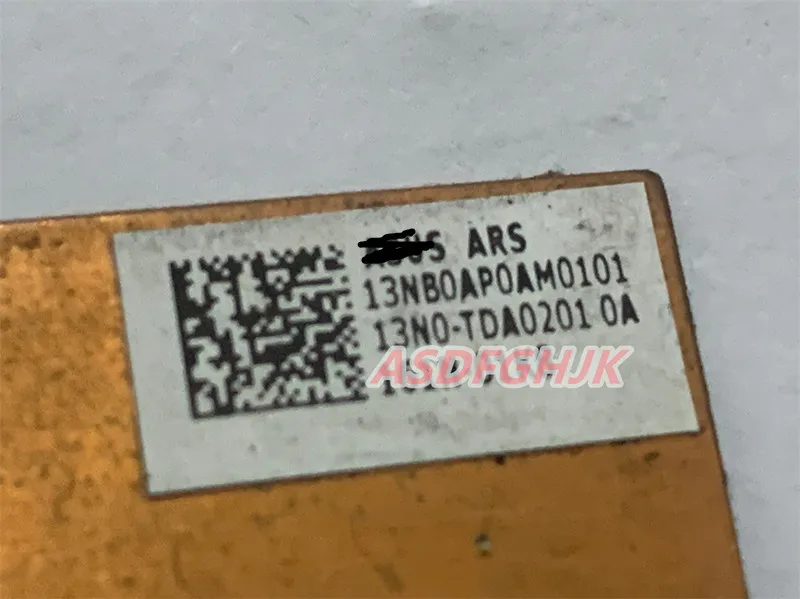 ARS
13NB0AP0AM0101
13N0-TDA0201 0A
ASDFGHJK